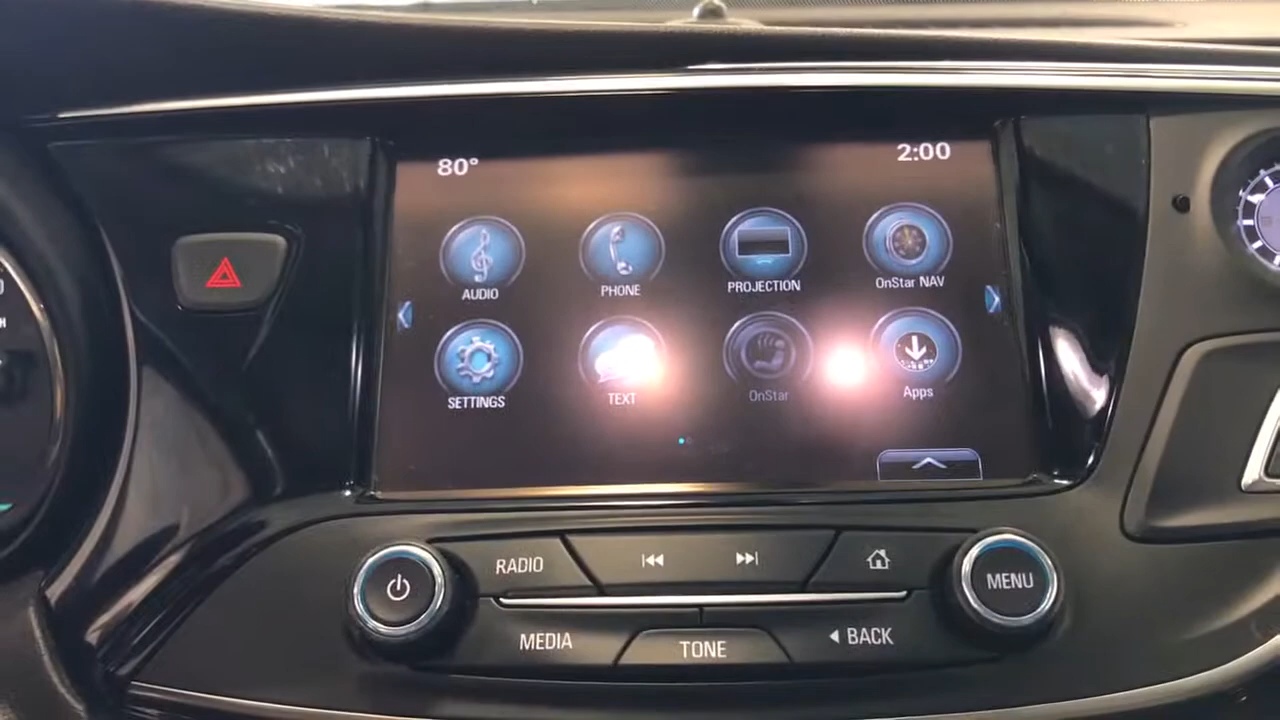 80° 2:00
AUDIO PHONE PROJECTION OnStar NAV
SETTINGS TEXT OnStar Apps
RADIO
MENU
MEDIA TONE BACK